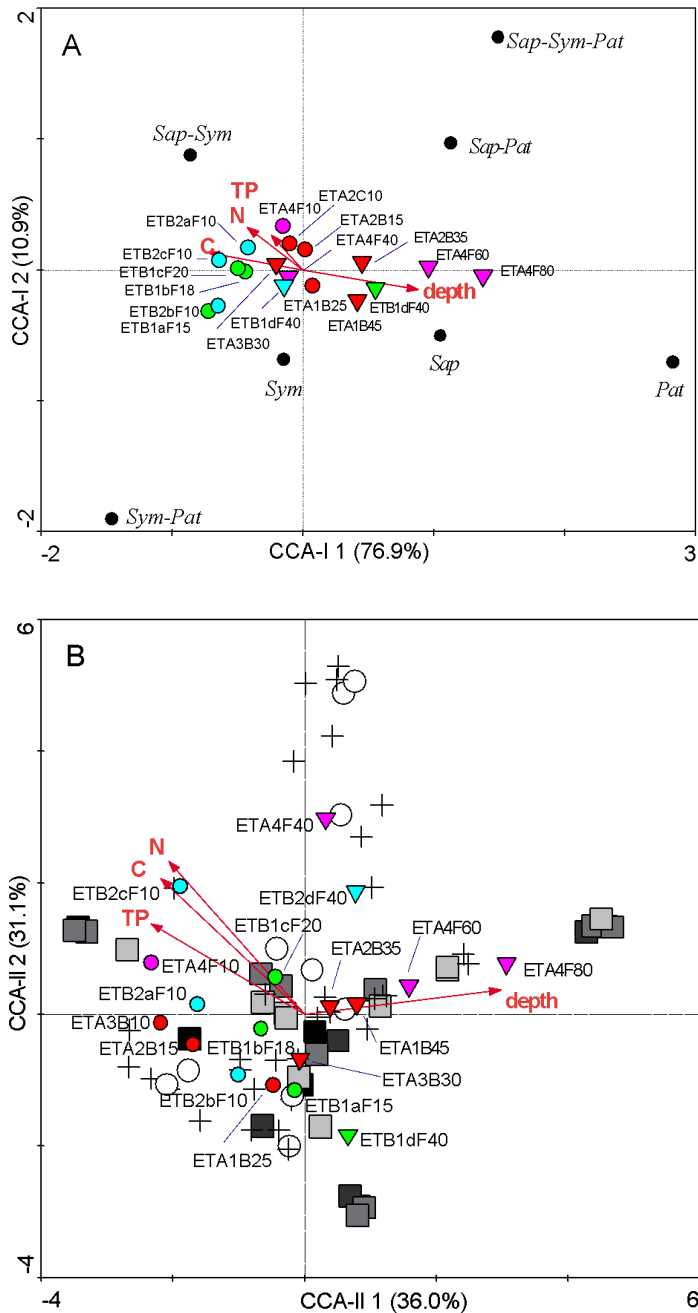 2
A
Sap-Sym-Pat
Sap-Sym
Sap-Pat
TP
ETA2C10
N
ETA4F10
ETA2B15
ETB2aF10
ETA4F40
C
ETA2B35
ETB2cF10
ETA4F60
ETB1cF20
ETA4F80
ETB1bF18
depth
ETB2bF10
ETA1B25
ETB1dF40
ETB1aF15
ETB1dF40
ETA1B45
ETA3B30
Sym
Sap
Pat
Sym-Pat
CCA-I 2 (10.9%)
-2
-2
CCA-I 1 (76.9%)
3
6
B
ETA4F40
N
C
ETB2cF10
ETB2dF40
TP
ETB1cF20
ETA2B35
ETA4F60
ETA4F10
ETA4F80
ETB2aF10
depth
ETA3B10
ETA2B15
ETB1bF18
ETA1B45
ETA3B30
ETB2bF10
ETB1aF15
ETA1B25
ETB1dF40
CCA-II 2 (31.1%)
-4
-4
CCA-II 1 (36.0%)
6